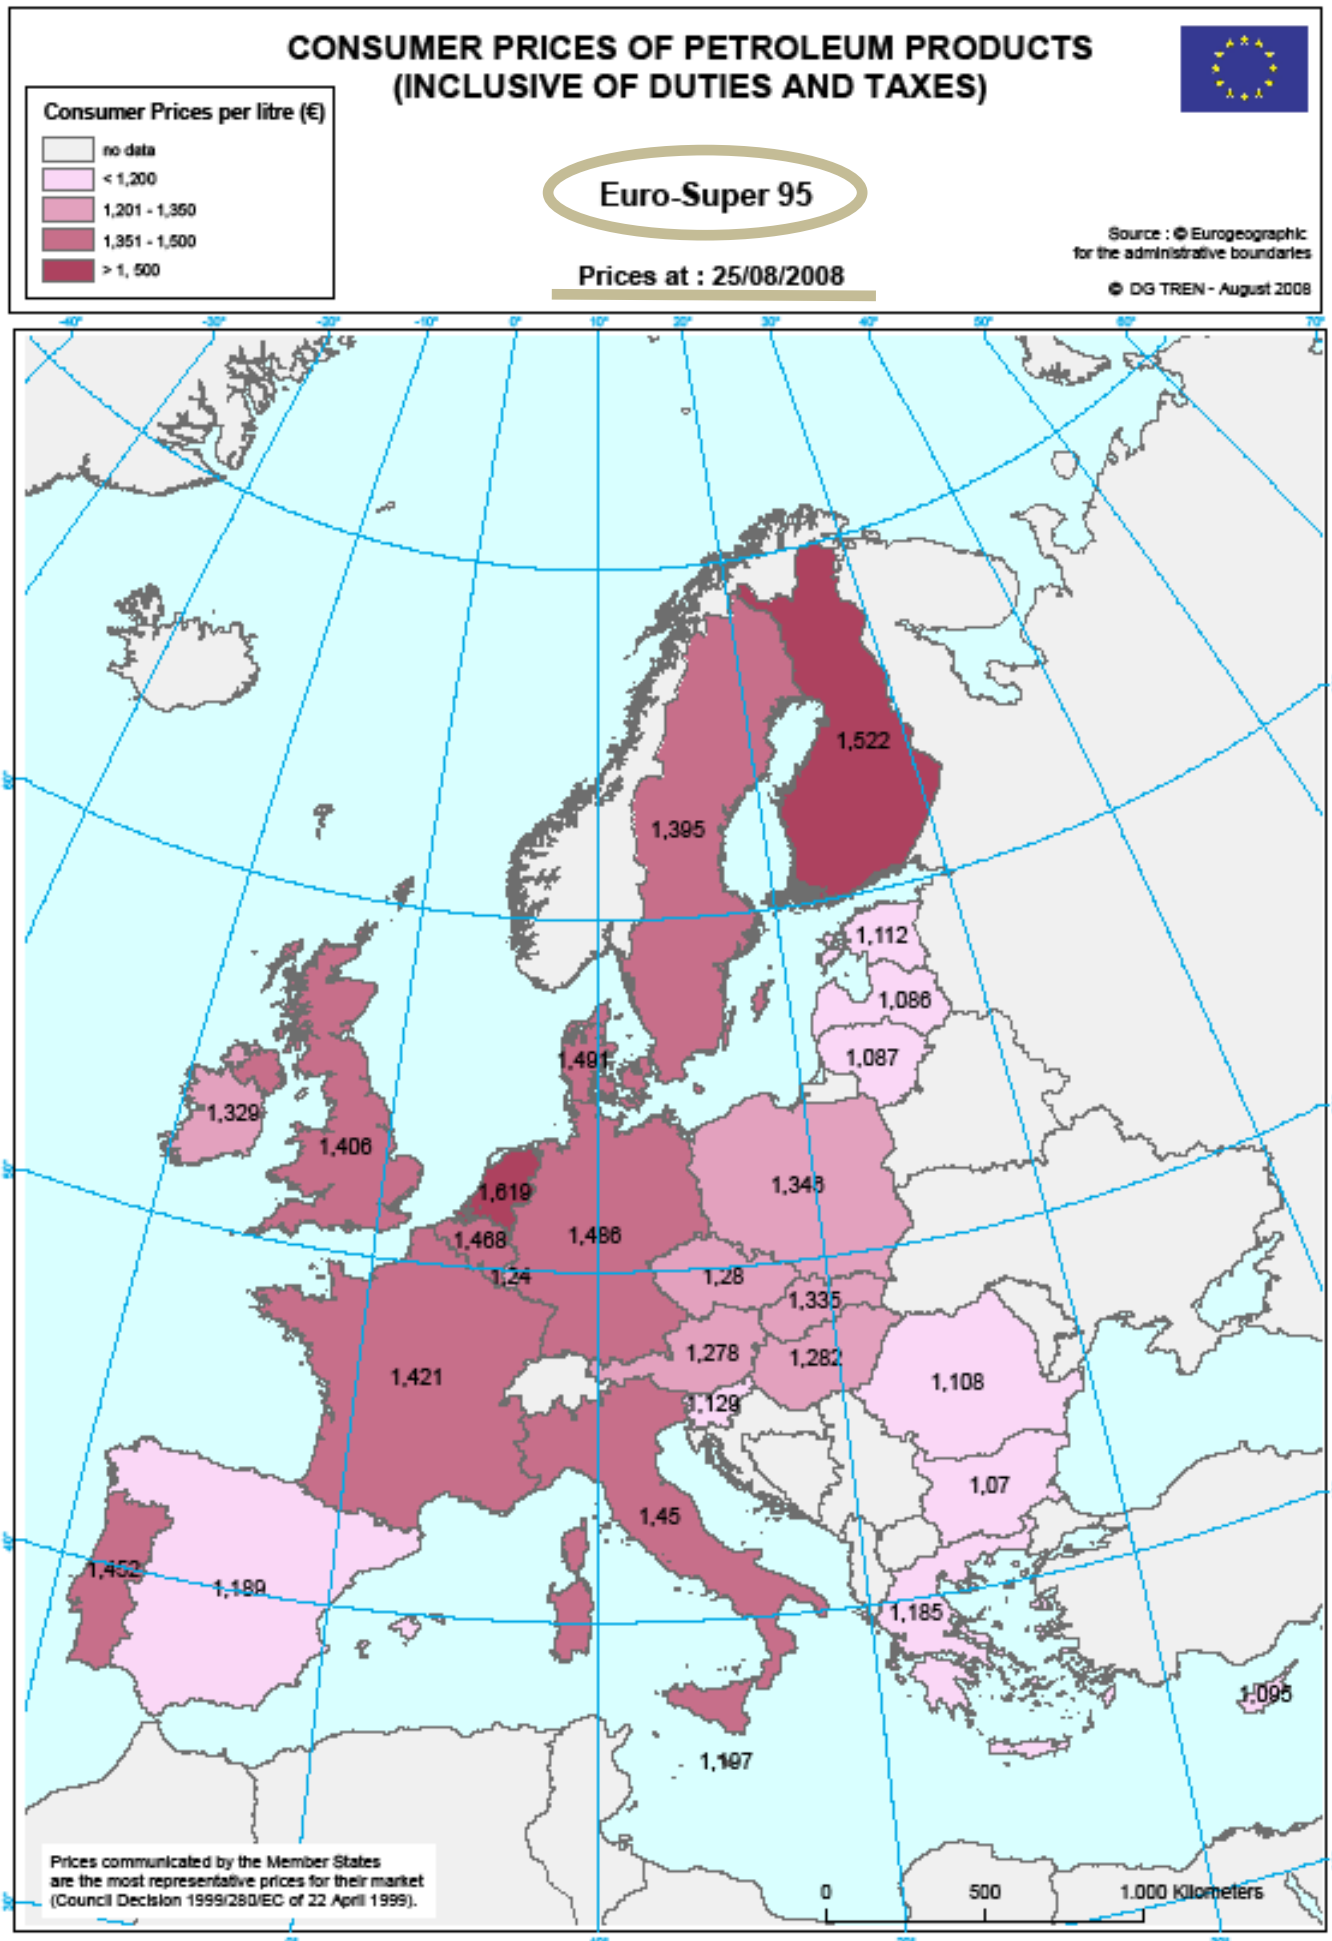 CONSUMER PRICES OF PETROLEUM PRODUCTS
(INCLUSIVE OF DUTIES AND TAXES)
Consumer Prices per litre (€)
no data
< 1,200
1,201 - 1,350
1,351 - 1,500
> 1, 500
Euro-Super 95
Prices at : 25/08/2008
Source : © Eurogeographic
for the administrative boundaries
© DG TREN - August 2008
-40° -30° -20° -10° 0° 10° 20° 30° 40° 50° 60° 70°
1,522
60°
1,395
1,112
1,086
1,087
1,491
1,329
1,406
50°
1,346
1,619
1,468
1,486
1,24
1,28
1,335
1,278
1,282
1,421
1,108
1,129
1,07
1,45
40°
1,452
1,189
1,185
1,095
1,197
Prices communicated by the Member States
are the most representative prices for their market
(Council Decision 1999/280/EC of 22 April 1999).
0 500 1.000 Kilometers